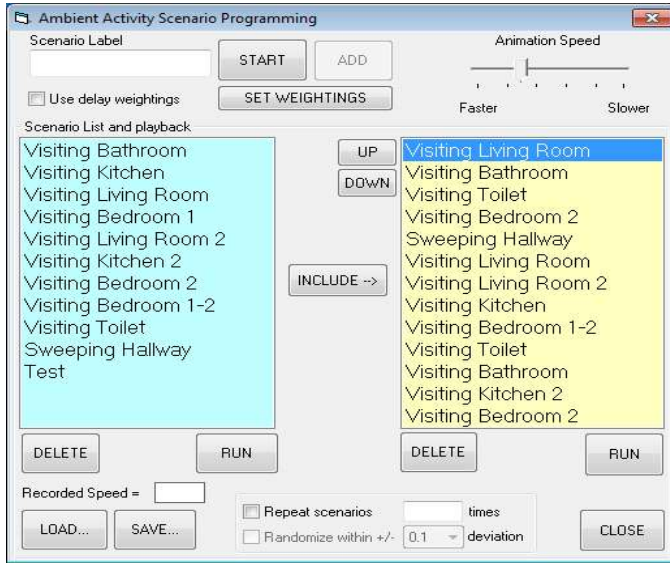 Ambient Activity Scenario Programming
Scenario Label
START
ADD
Animation Speed
Use delay weightings
SET WEIGHTINGS
Faster
Slower
Scenario List and playback
Visiting Bathroom
Visiting Kitchen
Visiting Living Room
Visiting Bedroom 1
Visiting Living Room 2
Visiting Kitchen 2
Visiting Bedroom 2
Visiting Bedroom 1-2
Visiting Toilet
Sweeping Hallway
Test
UP
DOWN
INCLUDE -->
Visiting Living Room
Visiting Bathroom
Visiting Toilet
Visiting Bedroom 2
Sweeping Hallway
Visiting Living Room
Visiting Living Room 2
Visiting Kitchen
Visiting Bedroom 1-2
Visiting Toilet
Visiting Bathroom
Visiting Kitchen 2
Visiting Bedroom 2
DELETE
RUN
DELETE
RUN
Recorded Speed =
LOAD...
SAVE...
Repeat scenarios
times
Randomize within +/-
0.1
deviation
CLOSE